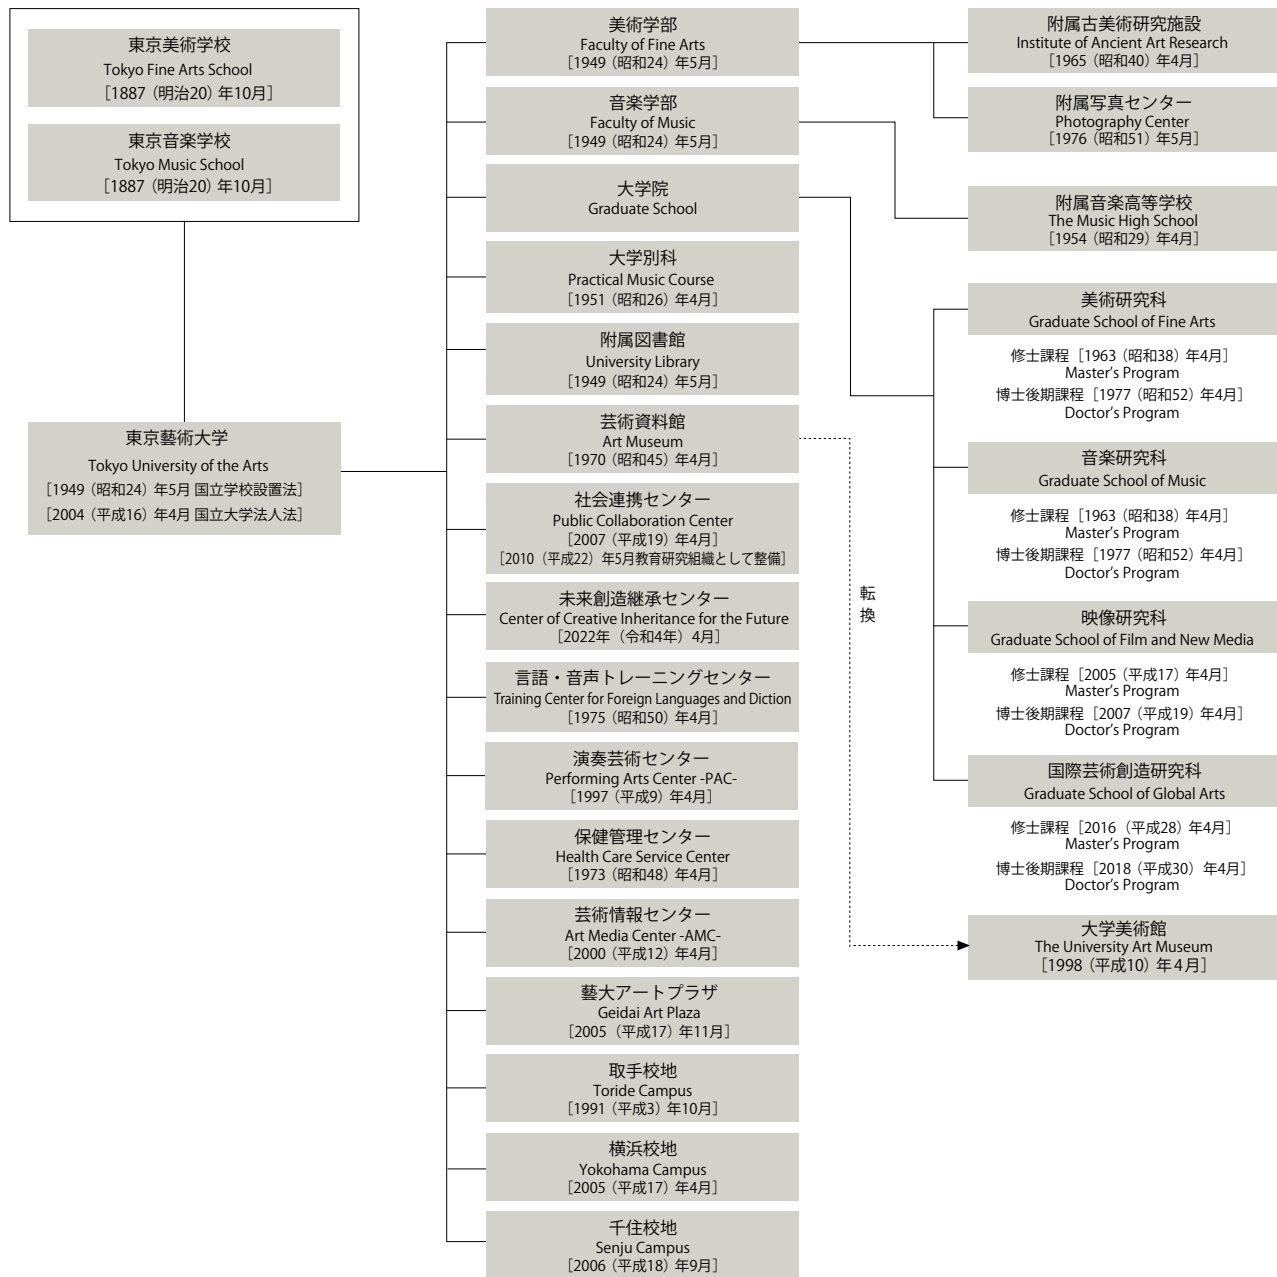 東京美術学校
Tokyo Fine Arts School
［1887（明治20）年10月］
東京音楽学校
Tokyo Music School
［1887（明治20）年10月］
東京藝術大学
Tokyo University of the Arts
［1949（昭和24）年5月 国立学校設置法］
［2004（平成16）年4月 国立大学法人法］
美術学部
Faculty of Fine Arts
［1949（昭和24）年5月］
音楽学部
Faculty of Music
［1949（昭和24）年5月］
大学院
Graduate School
大学別科
Practical Music Course
［1951（昭和26）年4月］
附属図書館
University Library
［1949（昭和24）年5月］
芸術資料館
Art Museum
［1970（昭和45）年4月］
社会連携センター
Public Collaboration Center
［2007（平成19）年4月］
［2010（平成22）年5月教育研究組織として整備］
未来創造継承センター
Center of Creative Inheritance for the Future
［2022年（令和4年）4月］
言語・音声トレーニングセンター
Training Center for Foreign Languages and Diction
［1975（昭和50）年4月］
演奏芸術センター
Performing Arts Center -PAC-
［1997（平成9）年4月］
保健管理センター
Health Care Service Center
［1973（昭和48）年4月］
芸術情報センター
Art Media Center -AMC-
［2000（平成12）年4月］
藝大アートプラザ
Geidai Art Plaza
［2005（平成17）年11月］
取手校地
Toride Campus
［1991（平成3）年10月］
横浜校地
Yokohama Campus
［2005（平成17）年4月］
千住校地
Senju Campus
［2006（平成18）年9月］
転換
附属古美術研究施設
Institute of Ancient Art Research
［1965（昭和40）年4月］
附属写真センター
Photography Center
［1976（昭和51）年5月］
附属音楽高等学校
The Music High School
［1954（昭和29）年4月］
美術研究科
Graduate School of Fine Arts
修士課程［1963（昭和38）年4月］
Master's Program
博士後期課程［1977（昭和52）年4月］
Doctor's Program
音楽研究科
Graduate School of Music
修士課程［1963（昭和38）年4月］
Master's Program
博士後期課程［1977（昭和52）年4月］
Doctor's Program
映像研究科
Graduate School of Film and New Media
修士課程［2005（平成17）年4月］
Master's Program
博士後期課程［2007（平成19）年4月］
Doctor's Program
国際芸術創造研究科
Graduate School of Global Arts
修士課程［2016（平成28）年4月］
Master's Program
博士後期課程［2018（平成30）年4月］
Doctor's Program
大学美術館
The University Art Museum
［1998（平成10）年4月］